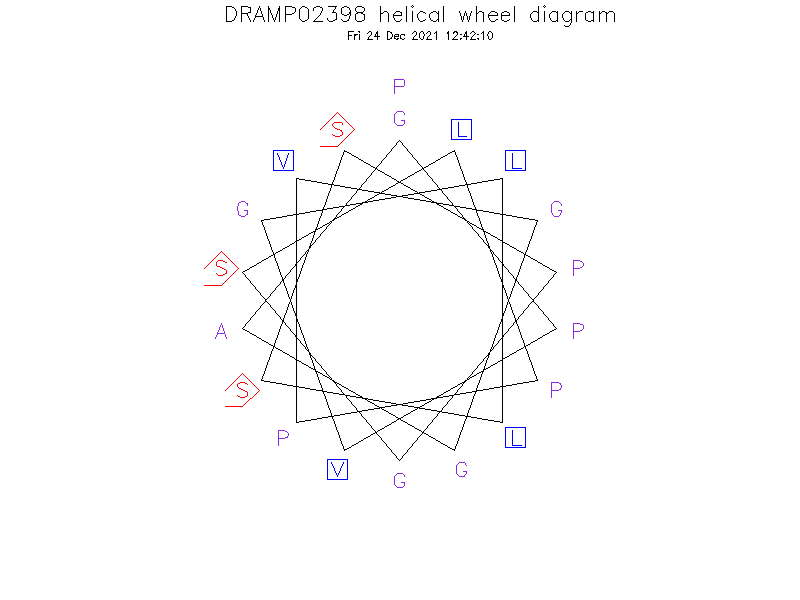 DRAMP02398 helical wheel diagram
Fri 24 Dec 2021 12:42:10
P
G
S L
V L
G G
S P
A P
S P
P L
V G
G